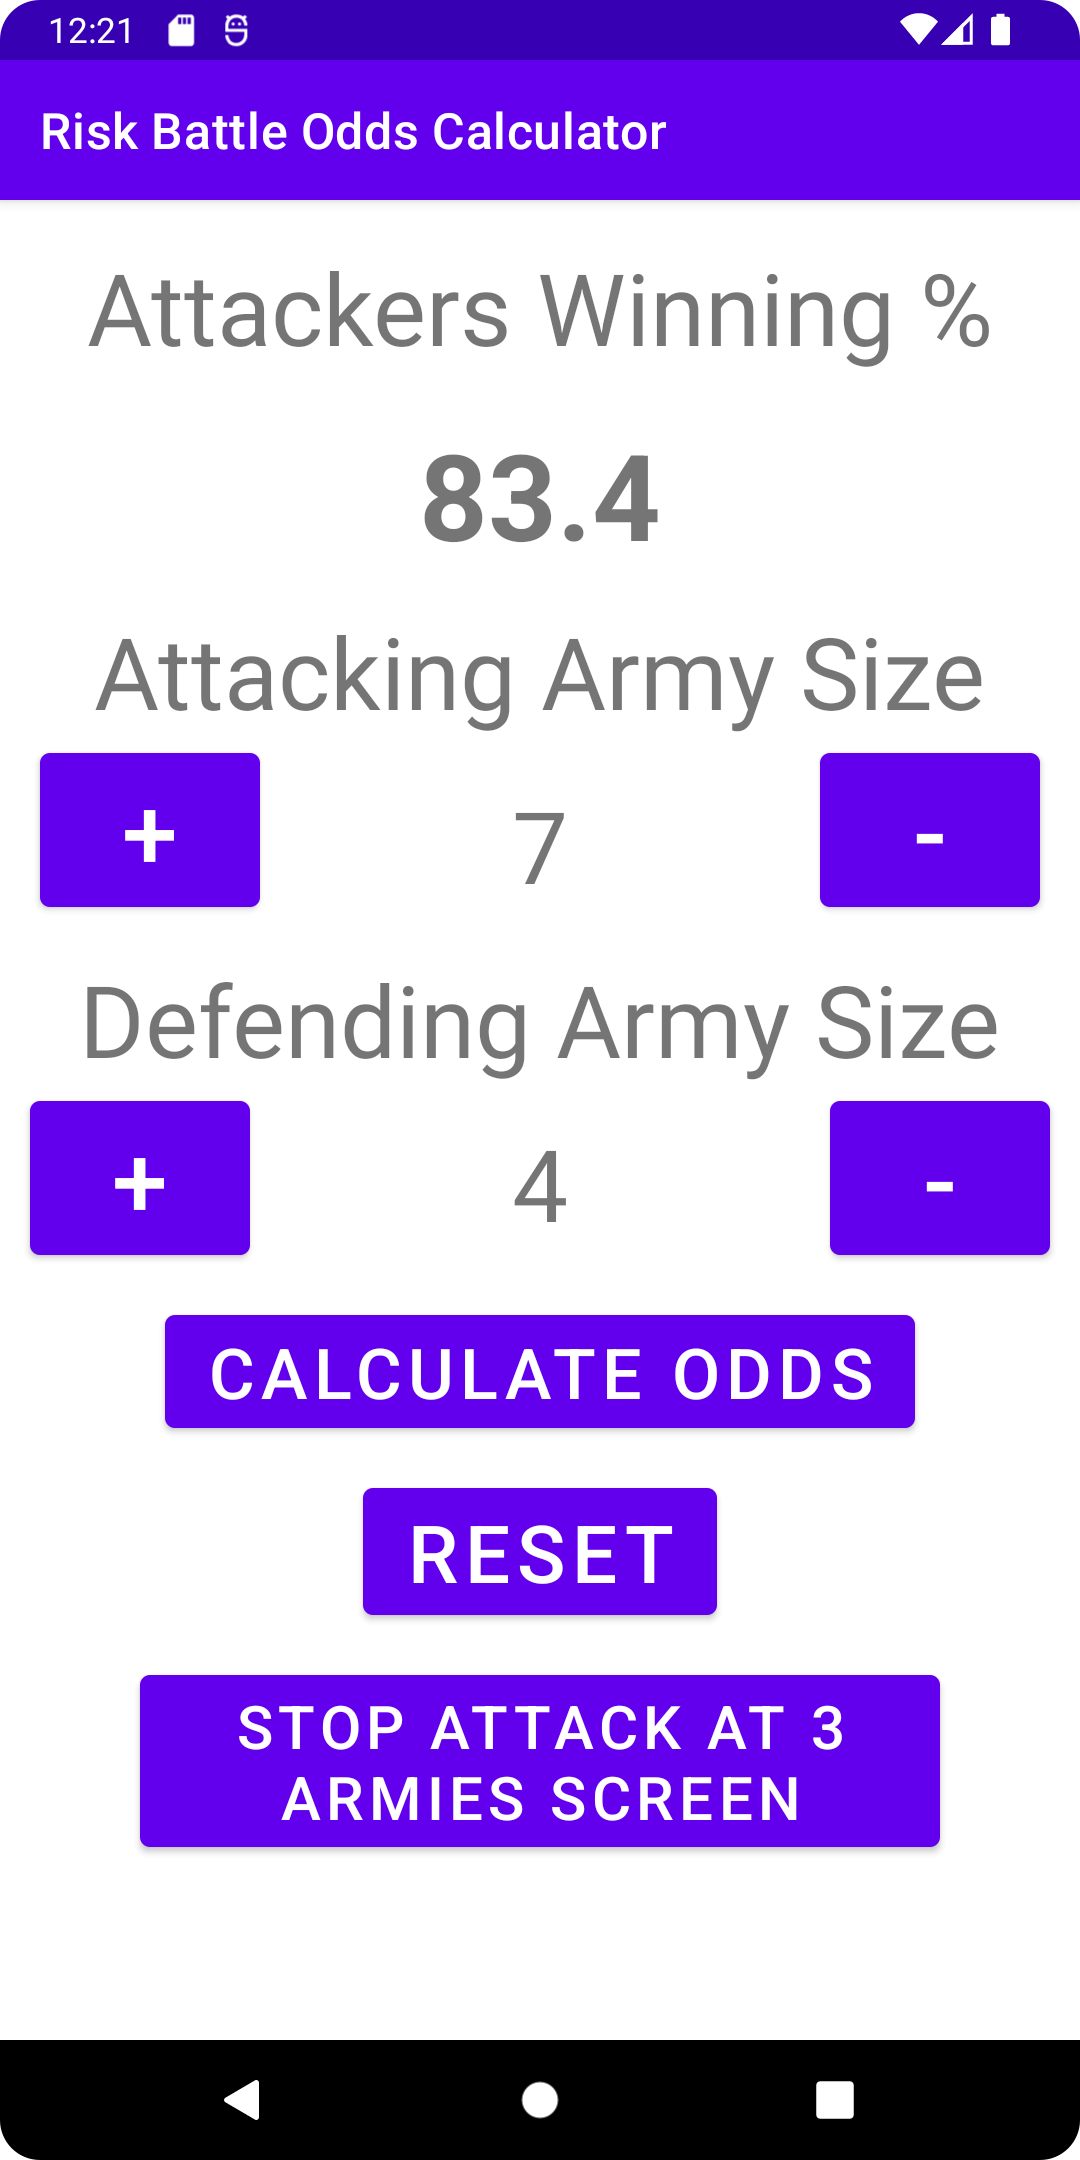 12:21
Risk Battle Odds Calculator
Attackers Winning %
83.4
Attacking Army Size
+ 7 -
Defending Army Size
+ 4 -
CALCULATE ODDS
RESET
STOP ATTACK AT 3
ARMIES SCREEN